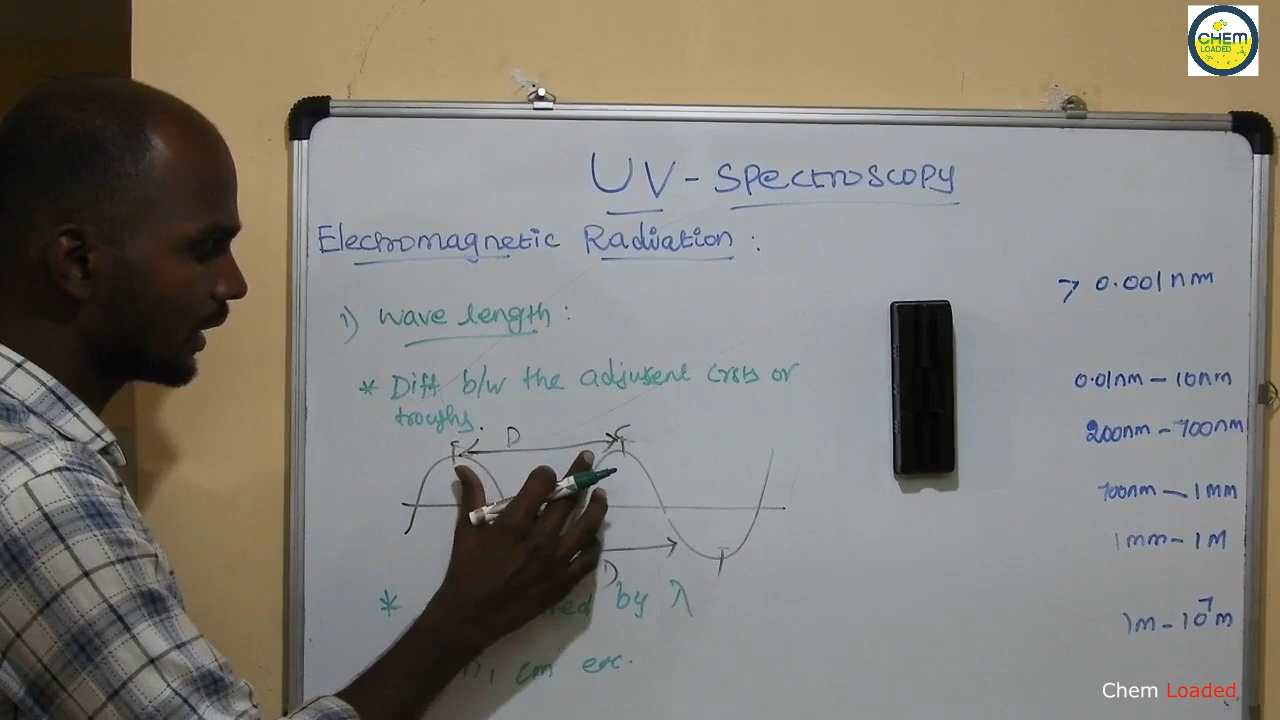 CHEM
LOADED
UV - Spectroscopy
Electromagnetic Radiation :
> 0.001nm
1) wave length :
* Diff b/w the adjusent crsts or
troughs.
0.01nm - 10nm
200nm - 700nm
D
700nm - 1mm
1mm - 1M
D
* by λ
1m - 10⁷m
cm etc.
Chem Loaded